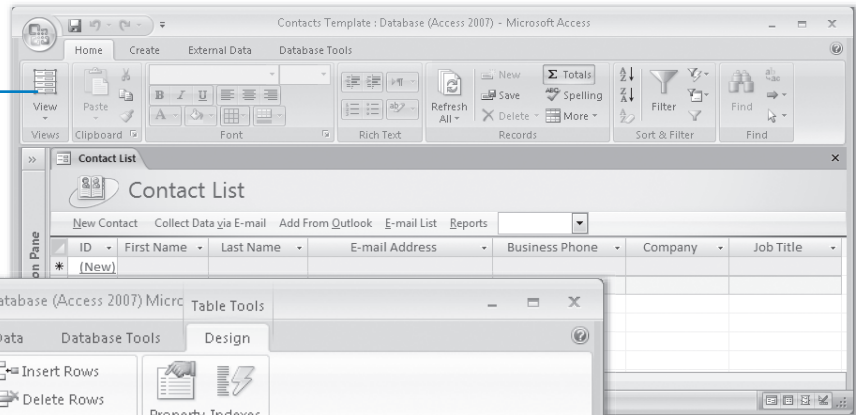 Contacts Template : Database (Access 2007) - Microsoft Access
Home Create External Data Database Tools
View
Paste
B I U
A
Refresh All
New
Save
Delete
Σ Totals
Spelling
More
Filter
Find
Views Clipboard Font Rich Text Records Sort & Filter Find
Contact List
Contact List
New Contact Collect Data via E-mail Add From Outlook E-mail List Reports
ID First Name Last Name E-mail Address Business Phone Company Job Title
* (New)
on Pane
atabase (Access 2007) Micro Table Tools
Data Database Tools Design
Insert Rows
Delete Rows
Property Indexes